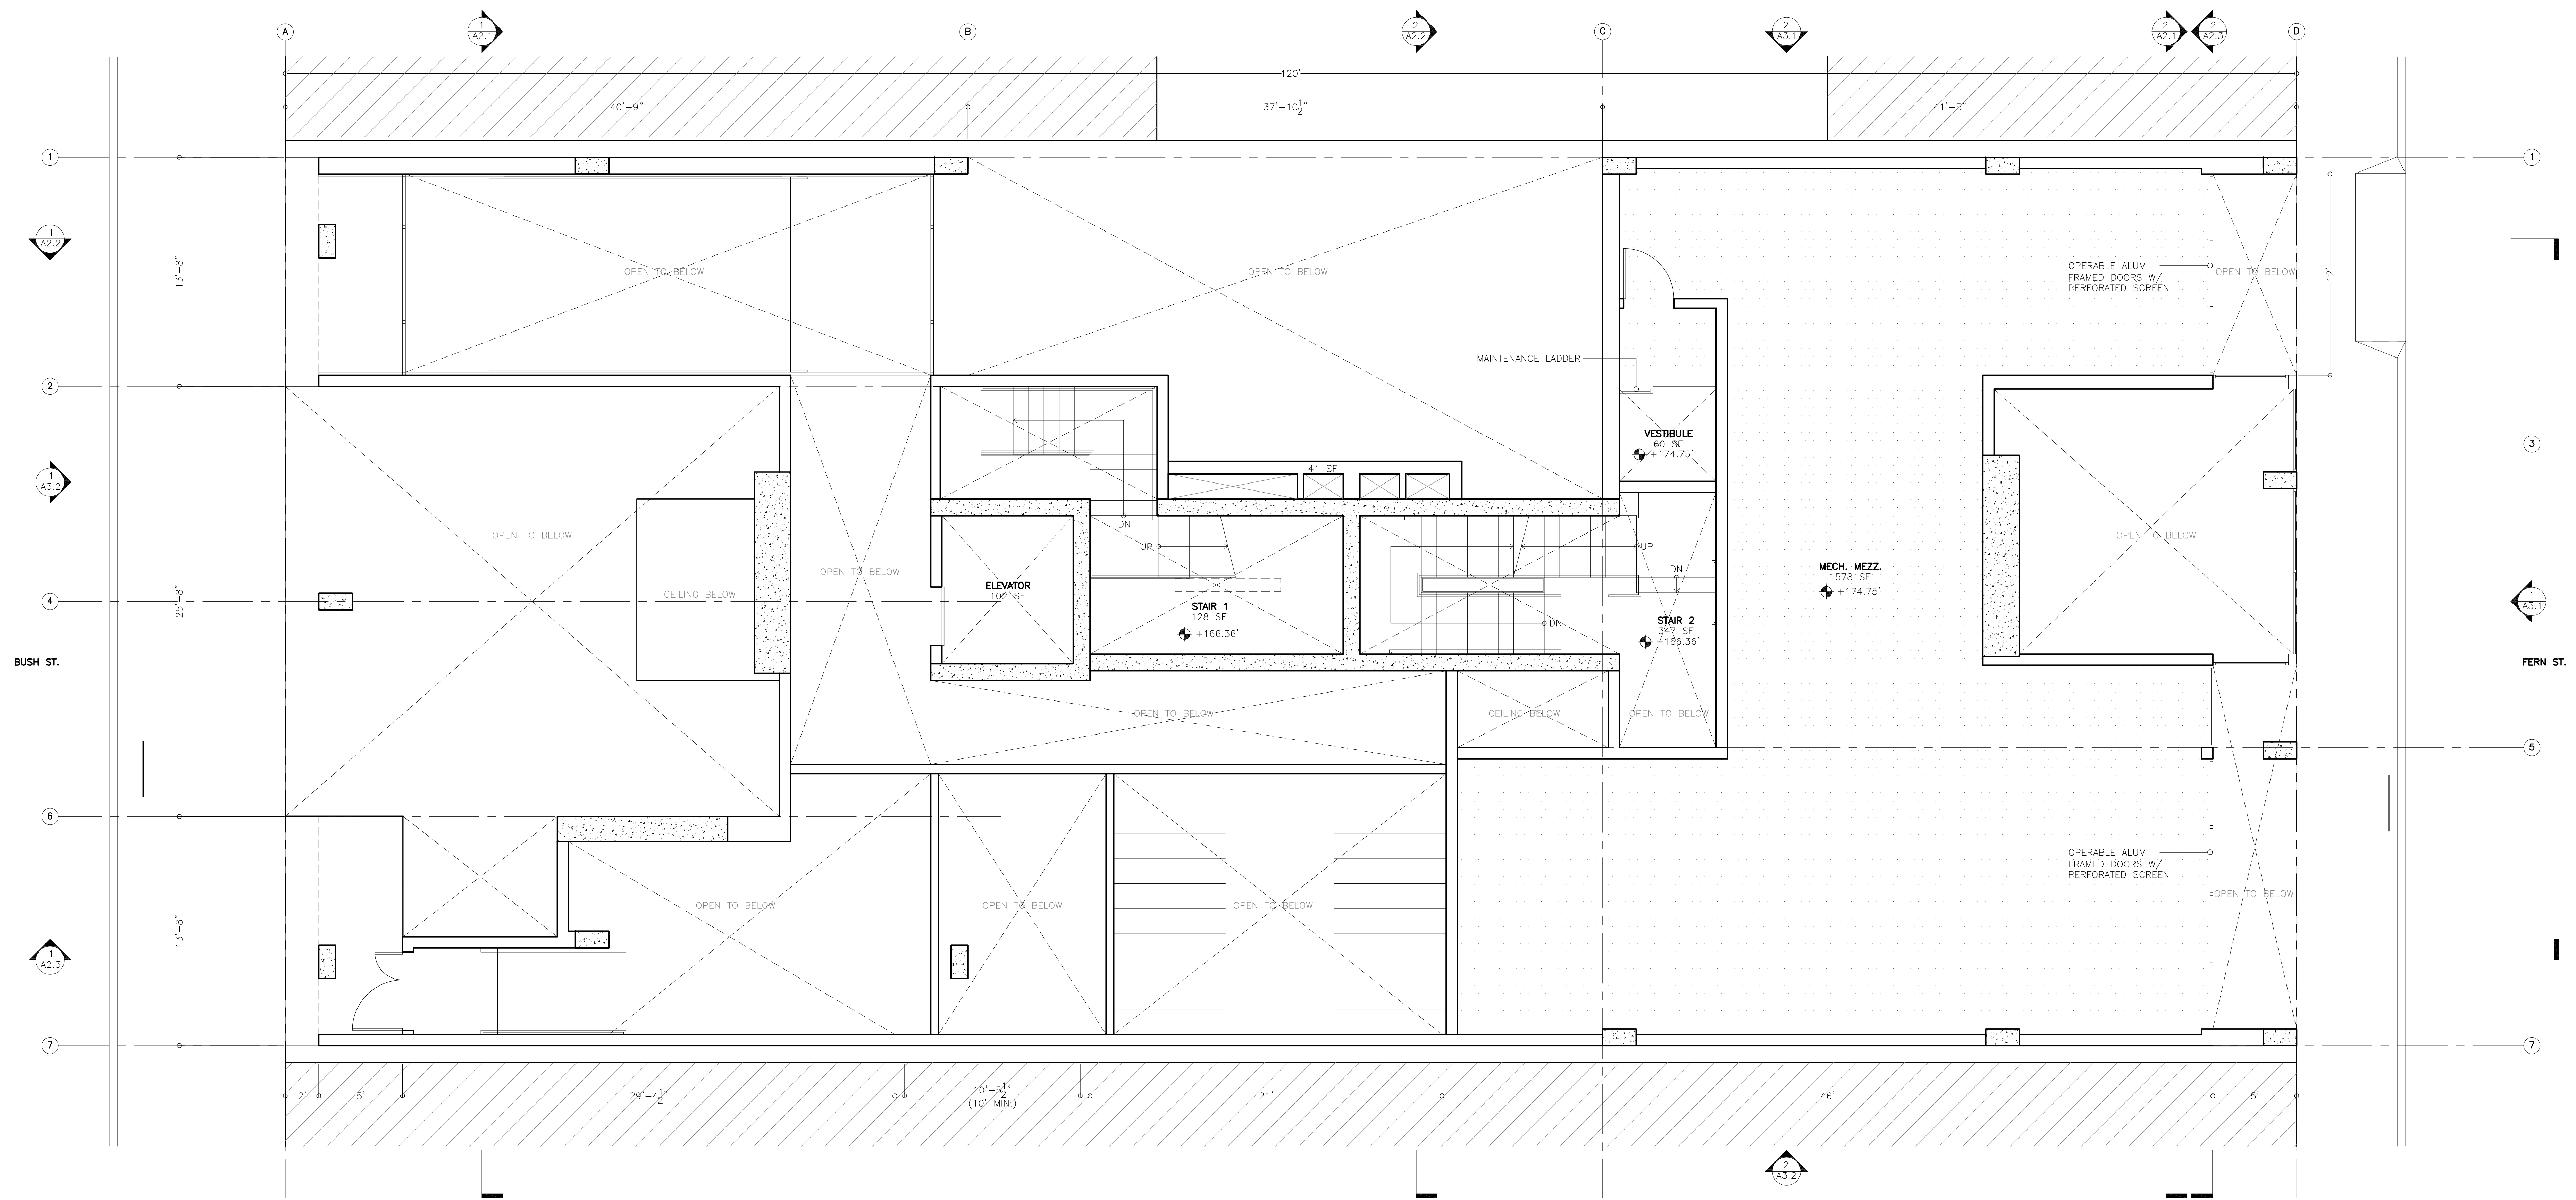 A
1
A2.1
B
2
A2.2
C
2
A3.1
2
A2.1
2
A2.3
D
120'
40'-9"
37'-10 1/2"
41'-5"
1
1
1
A2.2
13'-8"
OPEN TO BELOW
OPEN TO BELOW
OPERABLE ALUM
FRAMED DOORS W/
PERFORATED SCREEN
OPEN TO BELOW
12'
MAINTENANCE LADDER
2
VESTIBULE
60 SF
+174.75'
3
41 SF
1
A3.2
DN
OPEN TO BELOW
OPEN TO BELOW
UP
UP
OPEN TO BELOW
DN
MECH. MEZZ.
1578 SF
+174.75'
ELEVATOR
102 SF
CEILING BELOW
4
25'-8"
STAIR 1
128 SF
+166.36'
DN
STAIR 2
347 SF
+166.36'
4
1
A3.1
BUSH ST.
FERN ST.
OPEN TO BELOW
CEILING BELOW
OPEN TO BELOW
5
6
OPERABLE ALUM
FRAMED DOORS W/
PERFORATED SCREEN
OPEN TO BELOW
OPEN TO BELOW
OPEN TO BELOW
OPEN TO BELOW
13'-8"
1
A2.3
7
7
2'
5'
29'-4 1/2"
10'-5 1/2"
(10' MIN.)
21'
46'
5'
2
A3.2